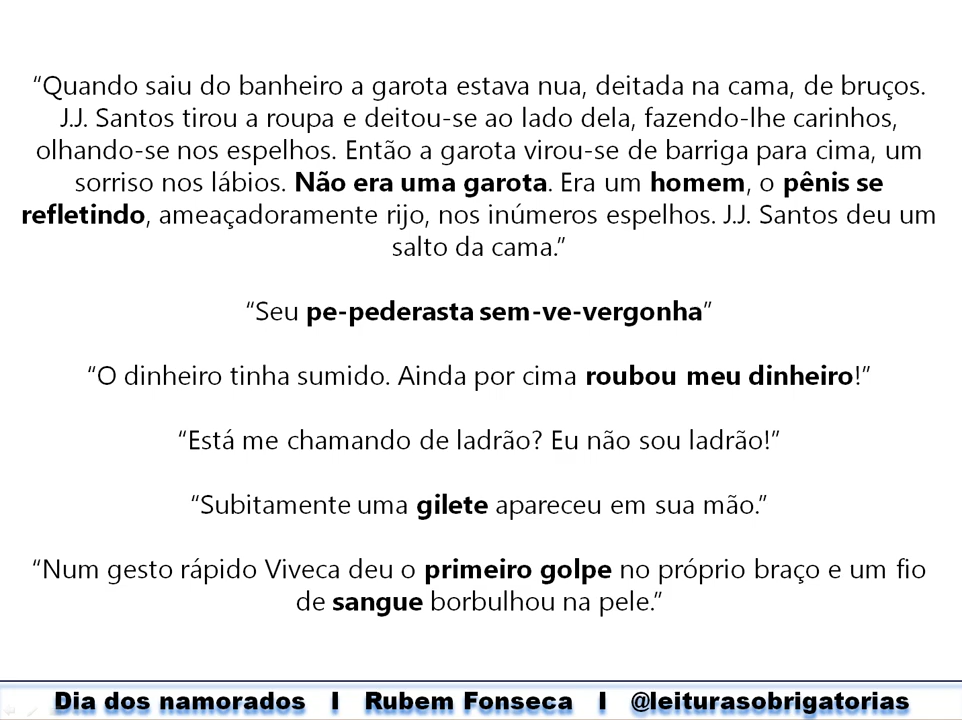 “Quando saiu do banheiro a garota estava nua, deitada na cama, de bruços.
J.J. Santos tirou a roupa e deitou-se ao lado dela, fazendo-lhe carinhos,
olhando-se nos espelhos. Então a garota virou-se de barriga para cima, um
sorriso nos lábios. Não era uma garota. Era um homem, o pênis se
refletindo, ameaçadoramente rijo, nos inúmeros espelhos. J.J. Santos deu um
salto da cama.”
“Seu pe-pederasta sem-ve-vergonha”
“O dinheiro tinha sumido. Ainda por cima roubou meu dinheiro!”
“Está me chamando de ladrão? Eu não sou ladrão!”
“Subitamente uma gilete apareceu em sua mão.”
“Num gesto rápido Viveca deu o primeiro golpe no próprio braço e um fio
de sangue borbulhou na pele.”
Dia dos namorados I Rubem Fonseca I @leiturasobrigatorias